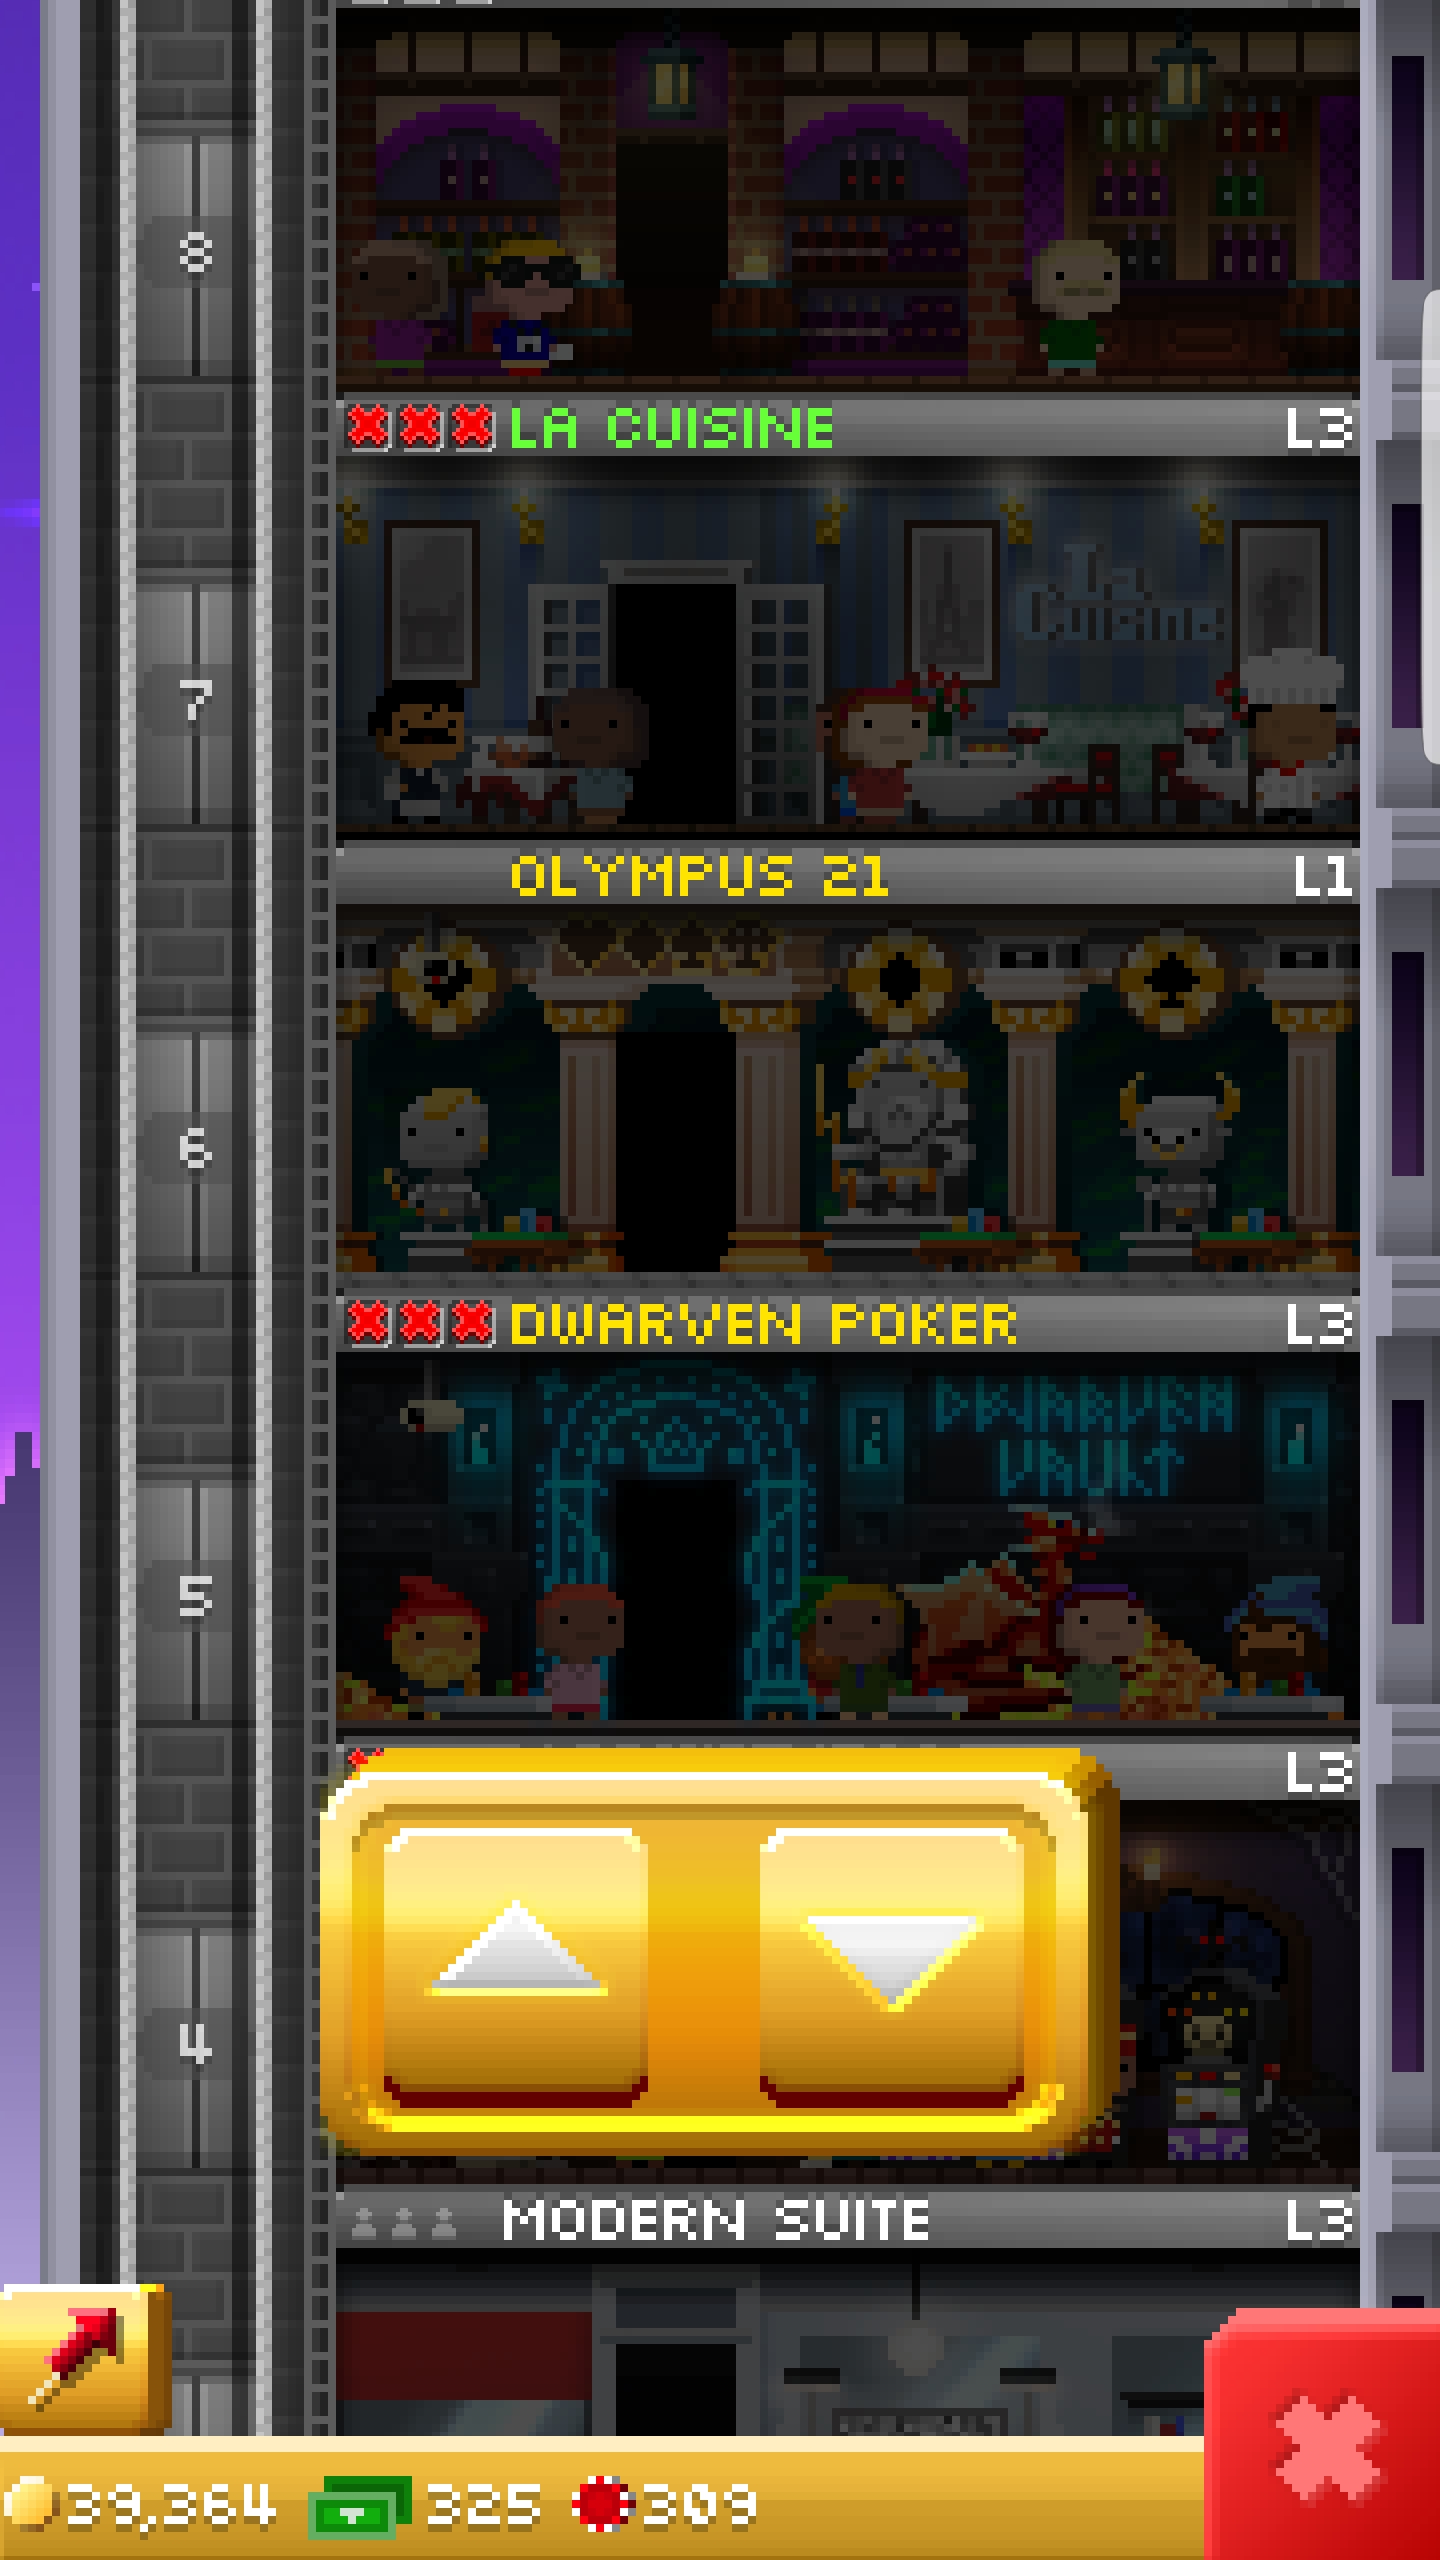 8
LA CUISINE L3
La
Cuisine
7
OLYMPUS 21 L1
6
DWARVEN POKER L3
DWARVEN
VAULT
5
L3
4
MODERN SUITE L3
39,364 325 309